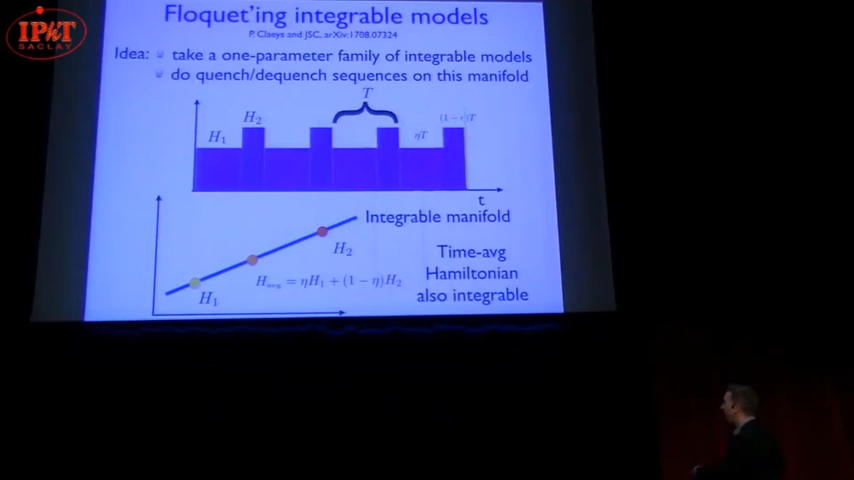 IPhT
SACLAY
Floquet'ing integrable models
P. Claeys and JSC, arXiv:1708.07324
Idea: take a one-parameter family of integrable models
do quench/dequench sequences on this manifold
T
H₂
(1 − η)T
H₁
ηT
t
Integrable manifold
H₂
Time-avg
H_avg = ηH₁ + (1 − η)H₂
Hamiltonian
H₁
also integrable